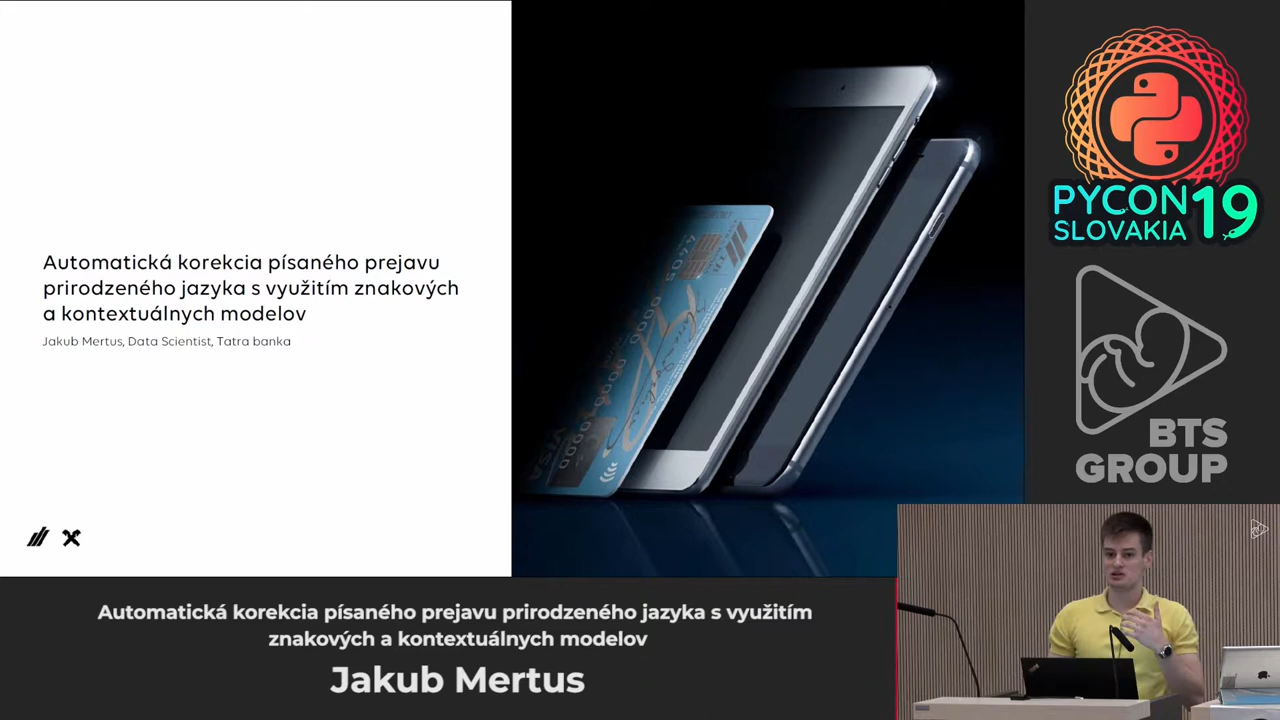 Automatická korekcia písaného prejavu
prirodzeného jazyka s využitím znakových
a kontextuálnych modelov
Jakub Mertus, Data Scientist, Tatra banka
VISA
PYCON
SLOVAKIA
19
BTS
GROUP
Automatická korekcia písaného prejavu prirodzeného jazyka s využitím
znakových a kontextuálnych modelov
Jakub Mertus